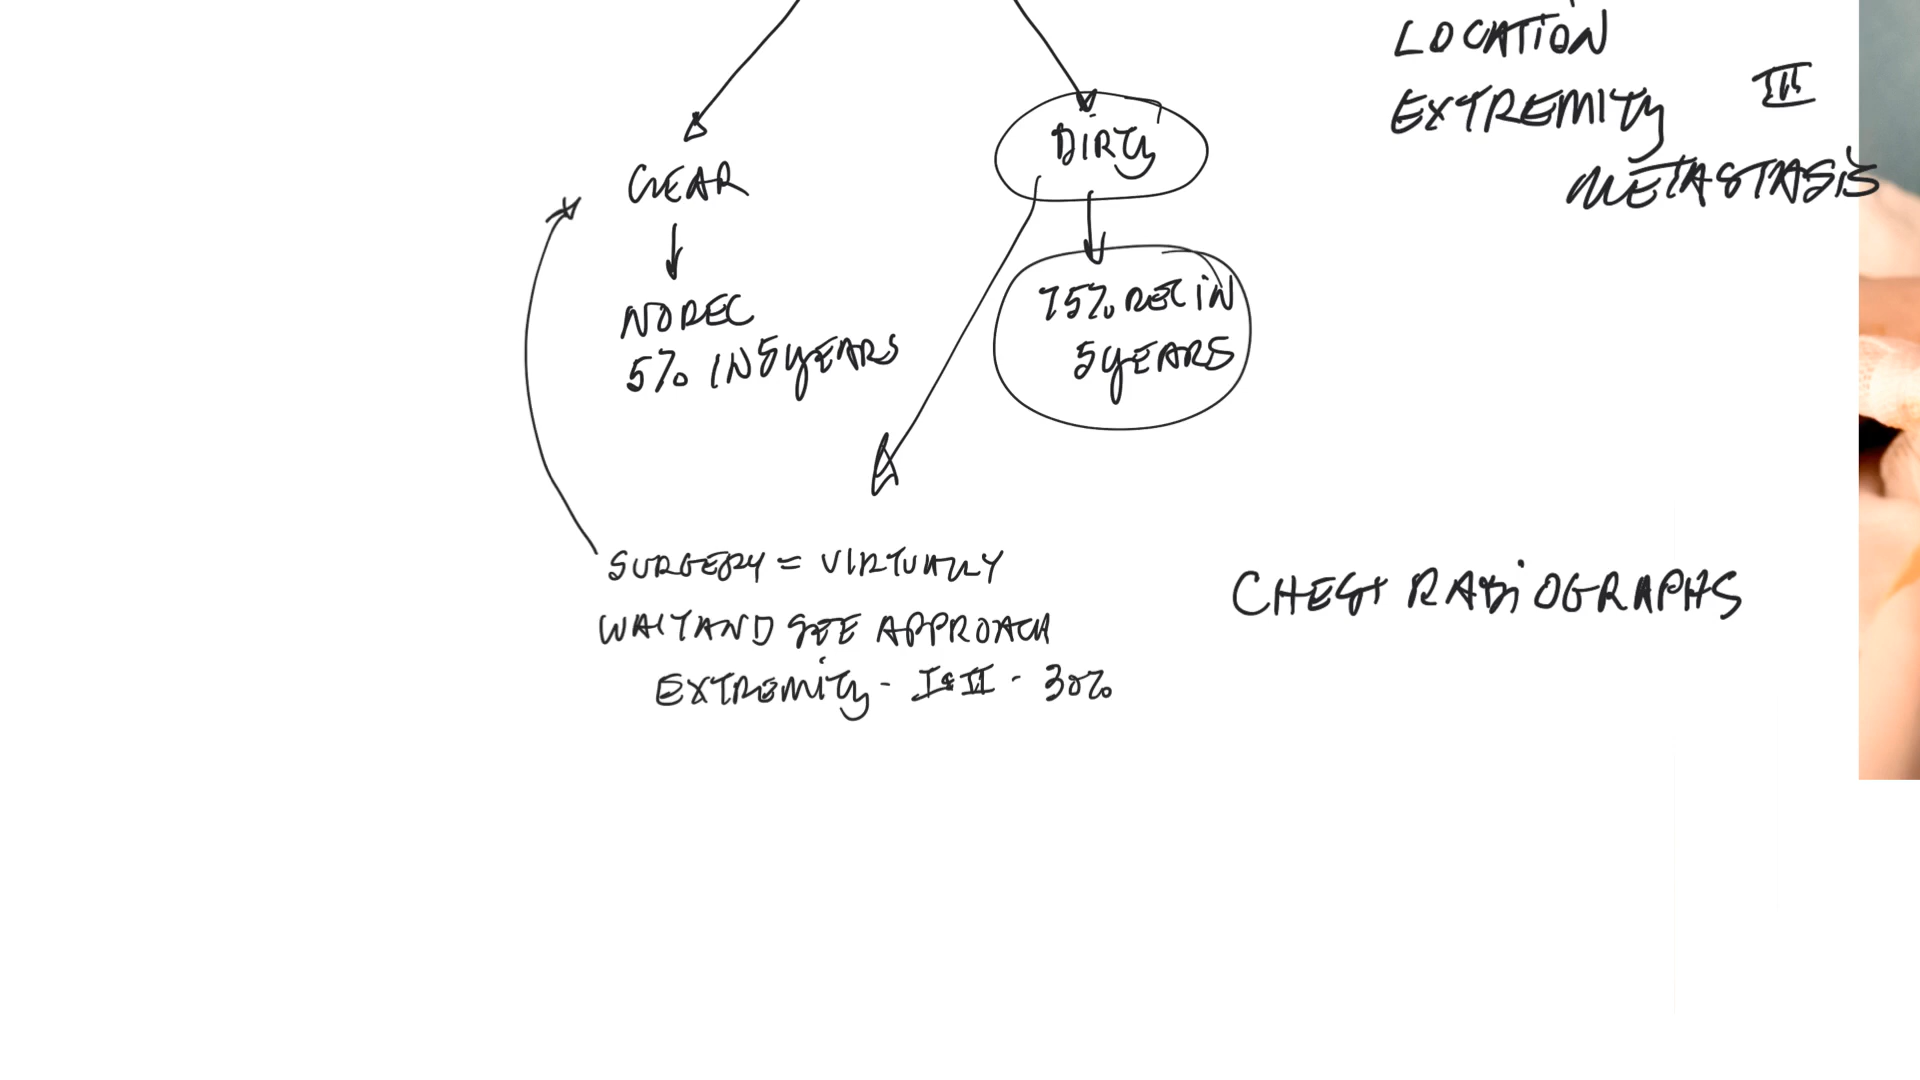 LOCATION
EXTREMITY III
METASTASIS
CLEAR
DIRTY
NO REC
5% IN 5 YEARS
75% REC IN
5 YEARS
SURGERY = VIRTUALLY
WAIT AND SEE APPROACH
EXTREMITY - I & II - 30%
CHEST RADIOGRAPHS